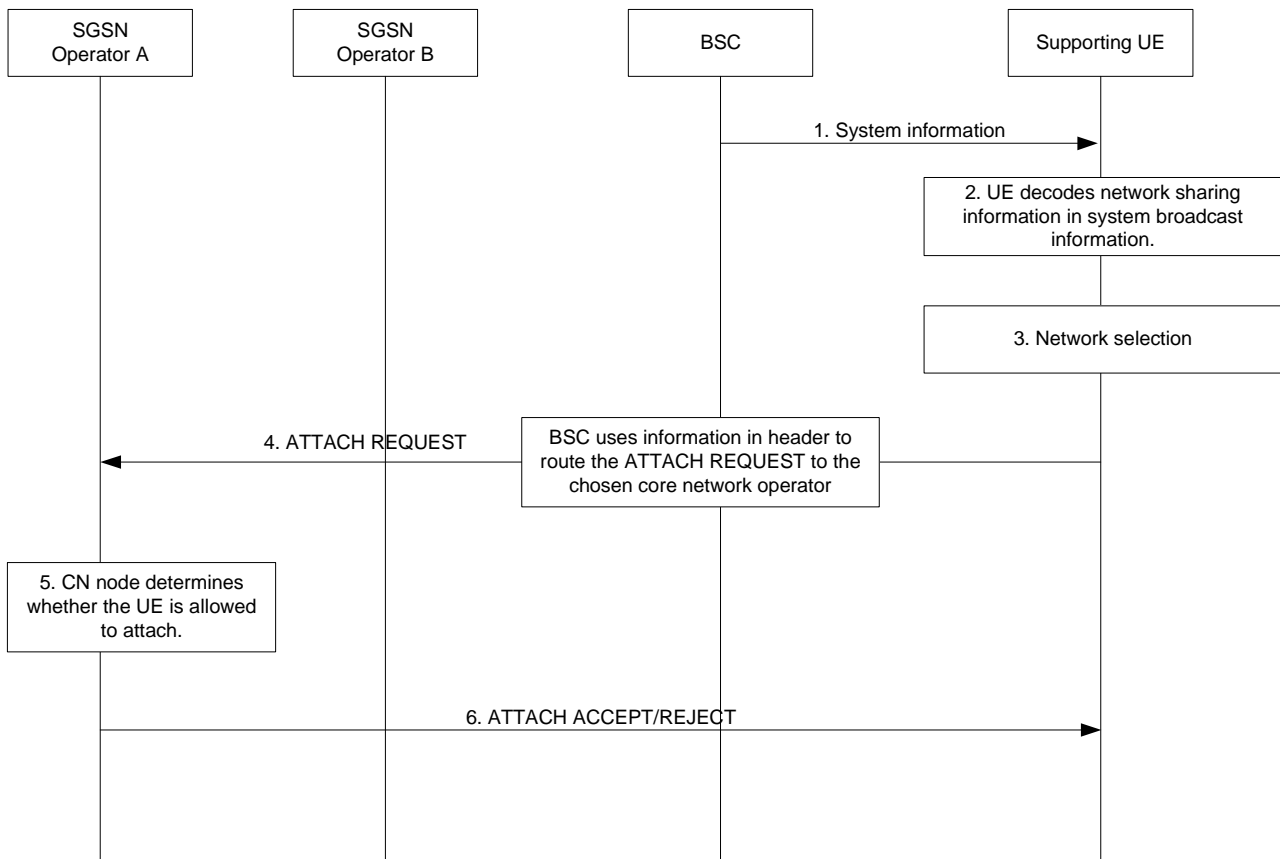 SGSN
Operator A
SGSN
Operator B
BSC
Supporting UE
1. System information
2. UE decodes network sharing
information in system broadcast
information.
3. Network selection
4. ATTACH REQUEST
BSC uses information in header to
route the ATTACH REQUEST to the
chosen core network operator
5. CN node determines
whether the UE is allowed
to attach.
6. ATTACH ACCEPT/REJECT